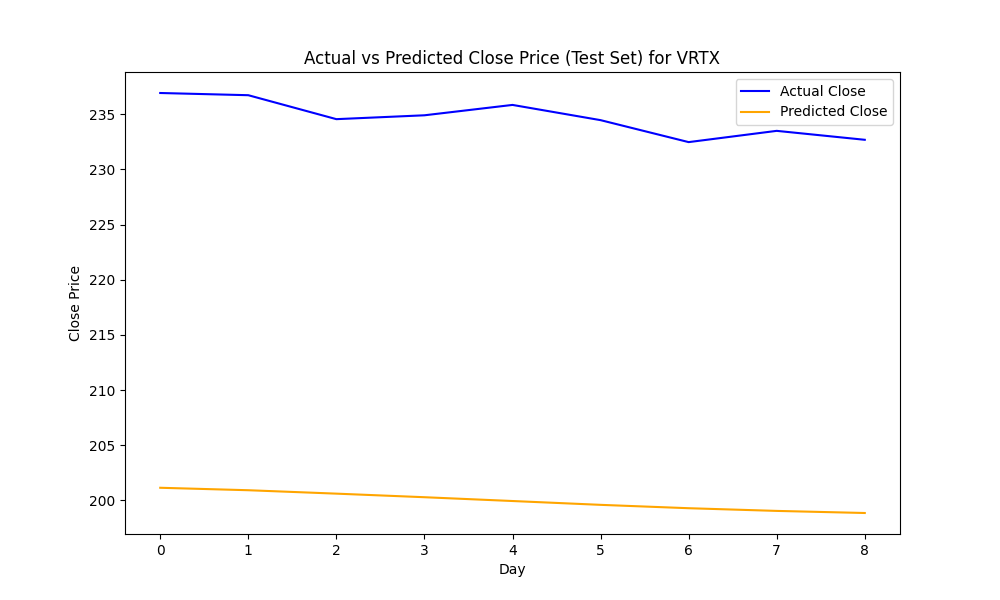 Actual vs Predicted Close Price (Test Set) for VRTX
Actual Close
Predicted Close
Close Price
235
230
225
220
215
210
205
200
0 1 2 3 4 5 6 7 8
Day